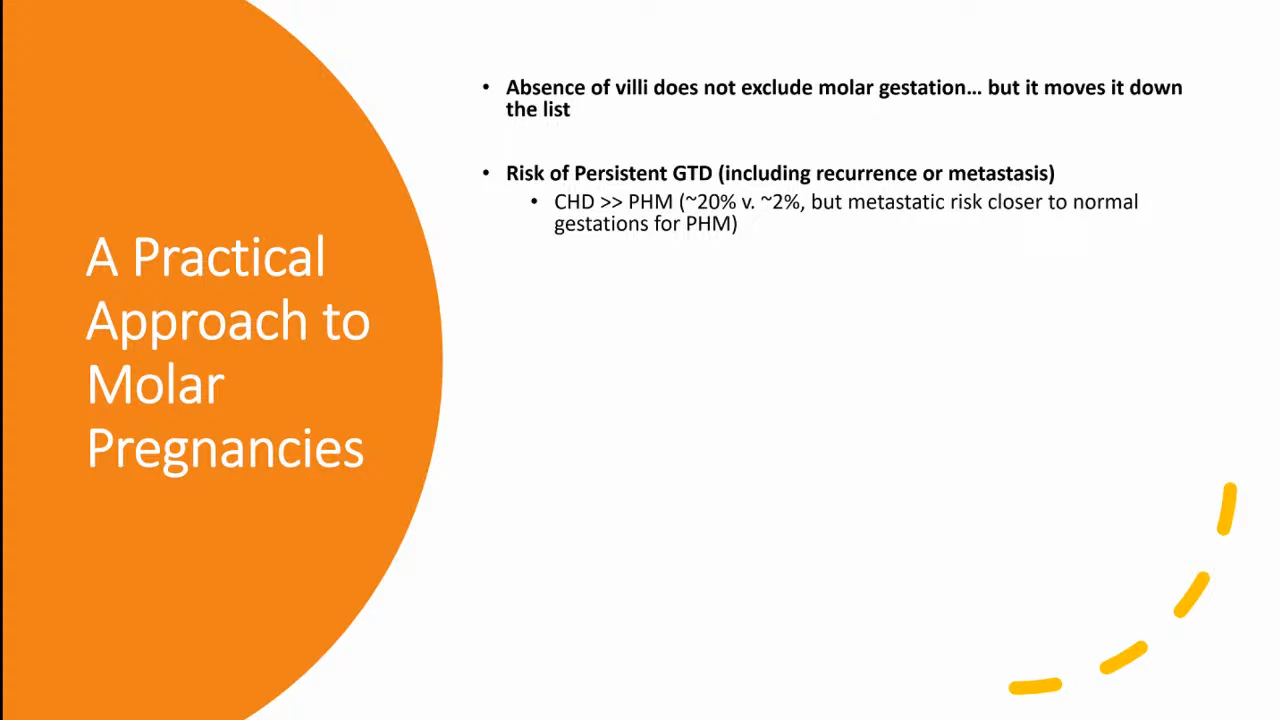 A Practical
Approach to
Molar
Pregnancies
• Absence of villi does not exclude molar gestation… but it moves it down
the list
• Risk of Persistent GTD (including recurrence or metastasis)
• CHD >> PHM (~20% v. ~2%, but metastatic risk closer to normal
gestations for PHM)